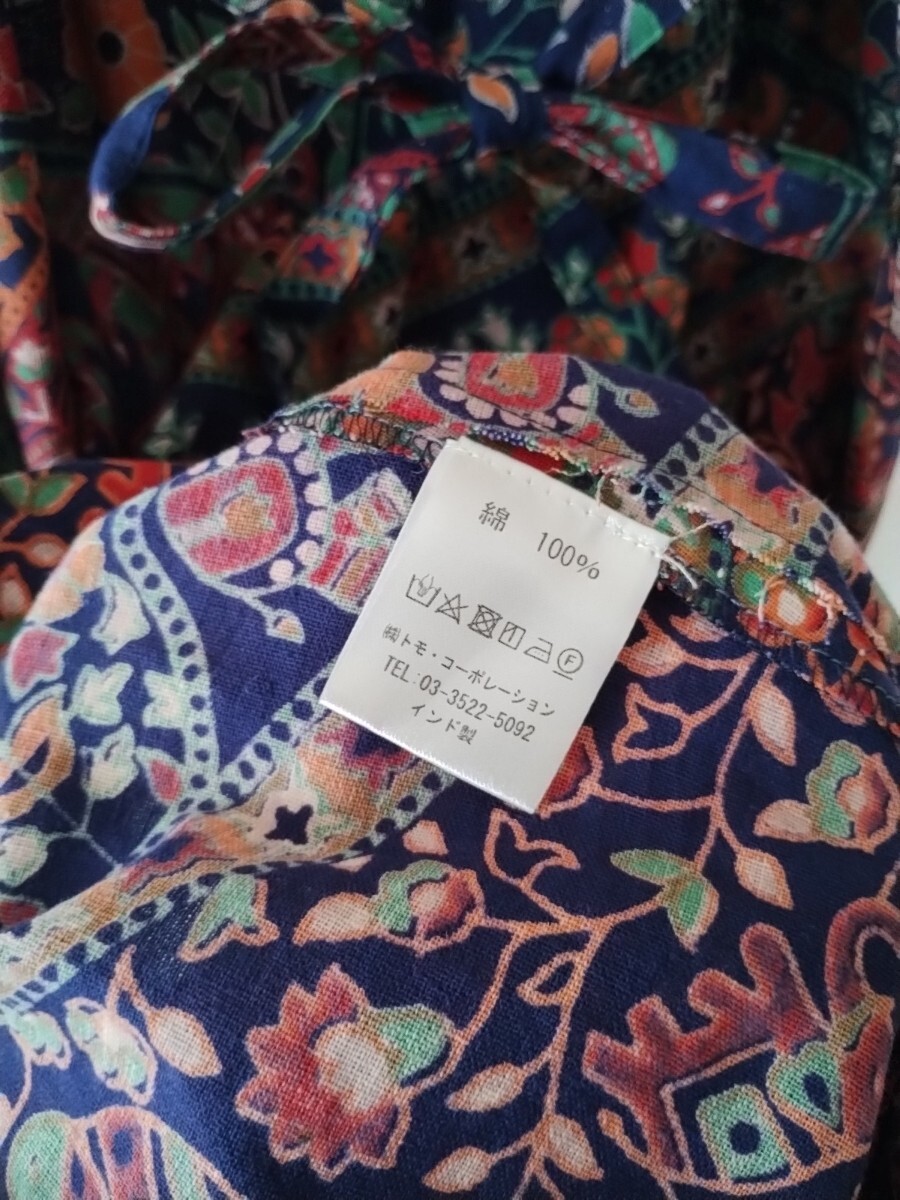 綿 100%
F
㈱トモ・コーポレーション
TEL:03-3522-5092
インド製